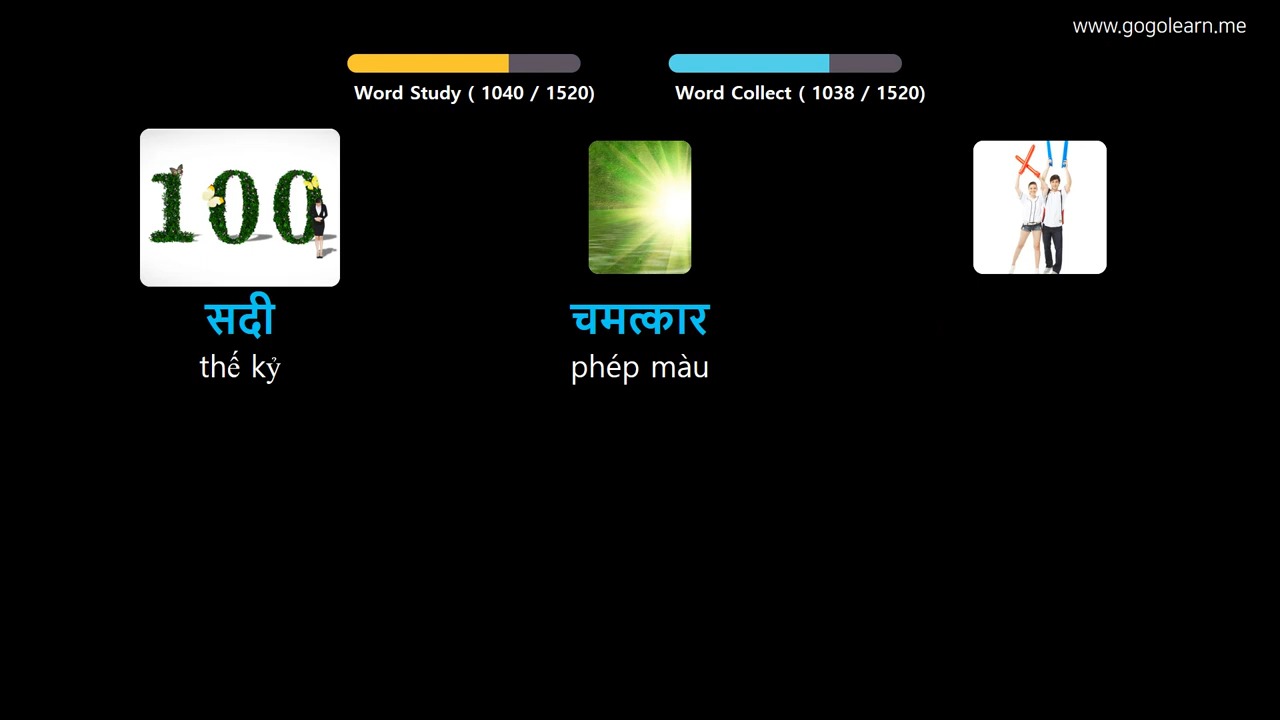 www.gogolearn.me
Word Study ( 1040 / 1520)
Word Collect ( 1038 / 1520)
100
सदी
thế kỷ
चमत्कार
phép màu